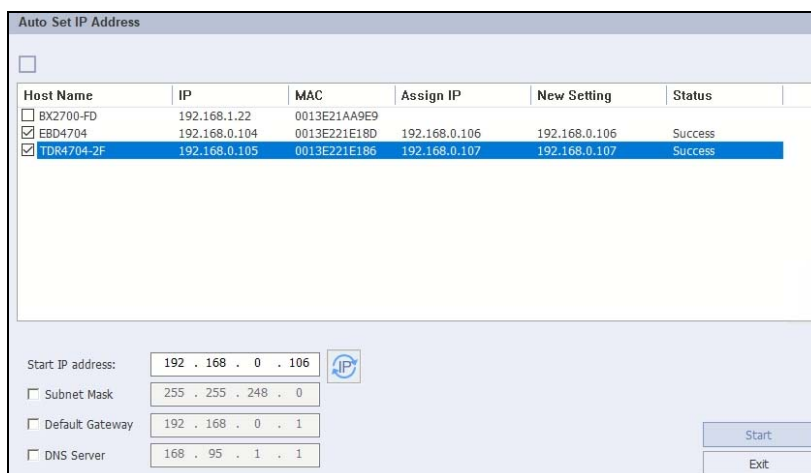 Auto Set IP Address
Host Name IP MAC Assign IP New Setting Status
BX2700-FD 192.168.1.22 0013E21AA9E9
EBD4704 192.168.0.104 0013E221E18D 192.168.0.106 192.168.0.106 Success
TDR4704-2F 192.168.0.105 0013E221E186 192.168.0.107 192.168.0.107 Success
Start IP address: 192 . 168 . 0 . 106 IP
Subnet Mask 255 . 255 . 248 . 0
Default Gateway 192 . 168 . 0 . 1
DNS Server 168 . 95 . 1 . 1
Start
Exit